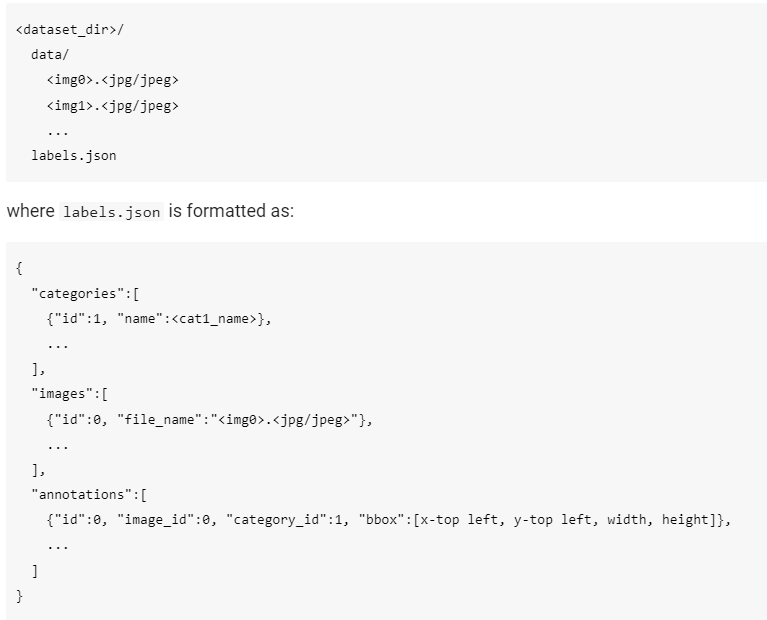 <dataset_dir>/
  data/
    <img0>.<jpg/jpeg>
    <img1>.<jpg/jpeg>
    ...
  labels.json
where labels.json is formatted as:
{
  "categories":[
    {"id":1, "name":<cat1_name>},
    ...
  ],
  "images":[
    {"id":0, "file_name":"<img0>.<jpg/jpeg>"},
    ...
  ],
  "annotations":[
    {"id":0, "image_id":0, "category_id":1, "bbox":[x-top left, y-top left, width, height]},
    ...
  ]
}